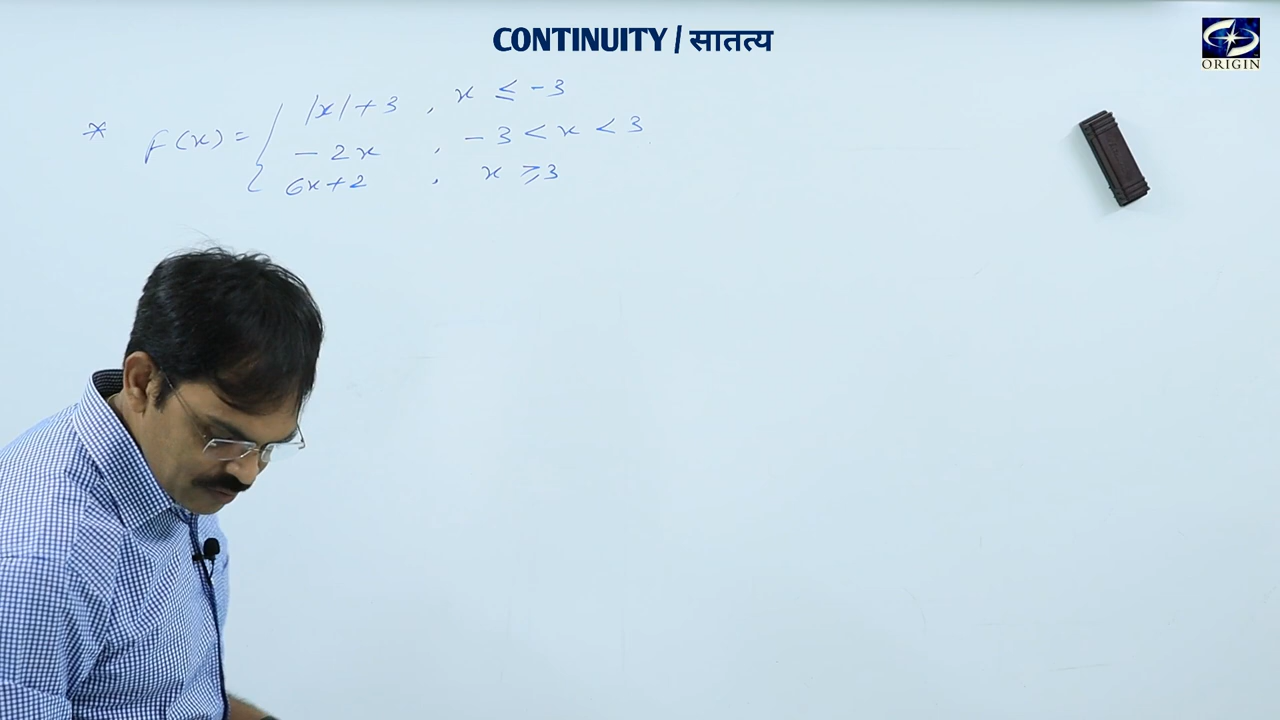 CONTINUITY / सातत्य
ORIGIN
* f(x) = { |x| + 3 , x ≤ -3
- 2x , - 3 < x < 3
6x + 2 , x ⩾ 3